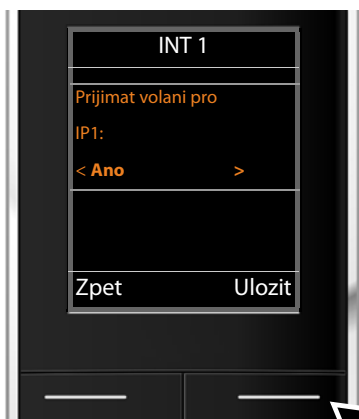 INT 1
Prijimat volani pro
IP1:
< Ano >
Zpet Ulozit